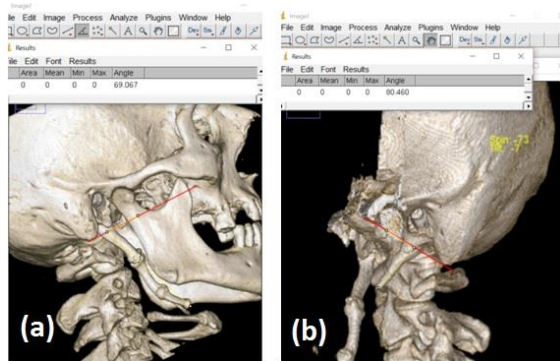 ImageJ
File Edit Image Process Analyze Plugins Window Help
Results
File Edit Font Results
Area Mean Min Max Angle
0 0 0 0 69.067
(a)
ImageJ
File Edit Image Process Analyze Plugins Window Help
Results
File Edit Font Results
Area Mean Min Max Angle
0 0 0 0 80.460
(b)